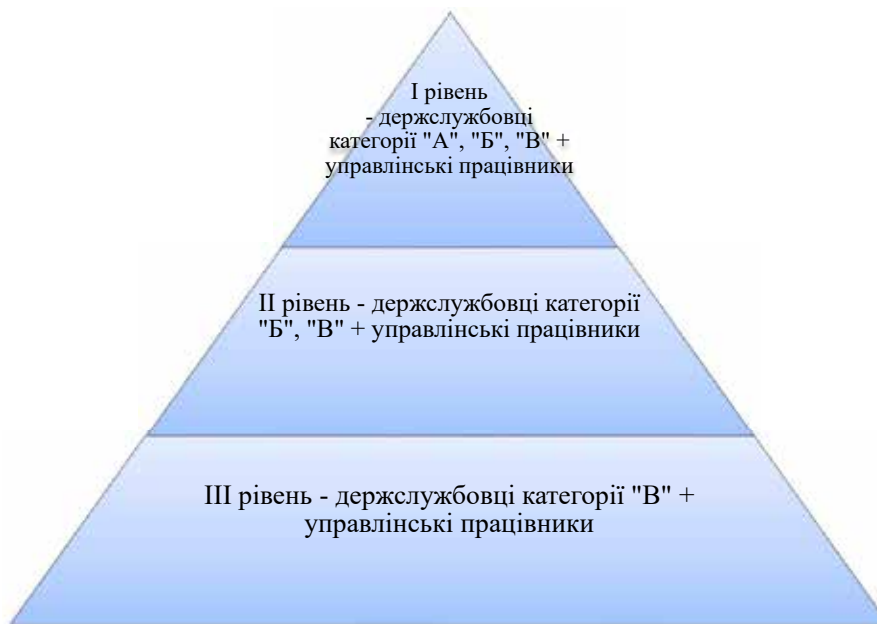 І рівень
- держслужбовці
категорії "А", "Б", "В" +
управлінські працівники
ІІ рівень - держслужбовці категорії
"Б", "В" + управлінські працівники
ІІІ рівень - держслужбовці категорії "В" +
управлінські працівники